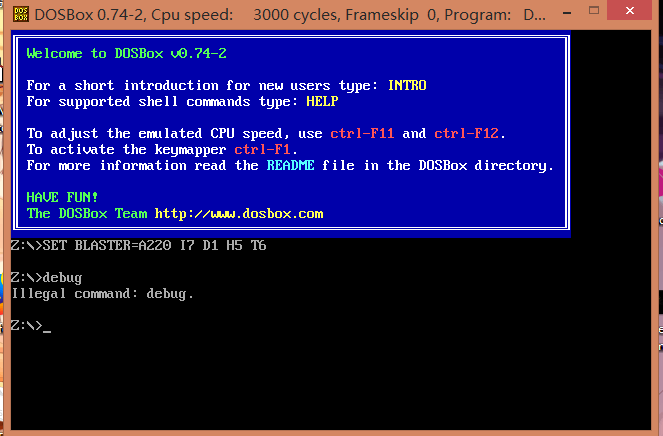 DOS
BOX
DOSBox 0.74-2, Cpu speed: 3000 cycles, Frameskip 0, Program: D...
Welcome to DOSBox v0.74-2
For a short introduction for new users type: INTRO
For supported shell commands type: HELP
To adjust the emulated CPU speed, use ctrl-F11 and ctrl-F12.
To activate the keymapper ctrl-F1.
For more information read the README file in the DOSBox directory.
HAVE FUN!
The DOSBox Team http://www.dosbox.com
Z:\>SET BLASTER=A220 I7 D1 H5 T6
Z:\>debug
Illegal command: debug.
Z:\>_